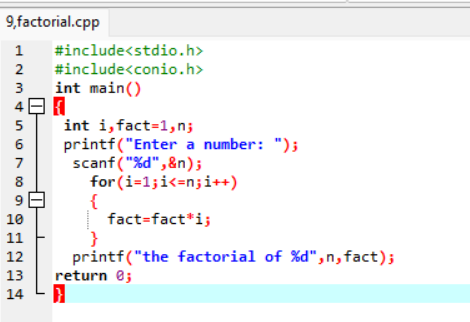 9,factorial.cpp
1 #include<stdio.h>
2 #include<conio.h>
3 int main()
4 {
5 int i,fact=1,n;
6 printf("Enter a number: ");
7 scanf("%d",&n);
8 for(i=1;i<=n;i++)
9 {
10 fact=fact*i;
11 }
12 printf("the factorial of %d",n,fact);
13 return 0;
14 }